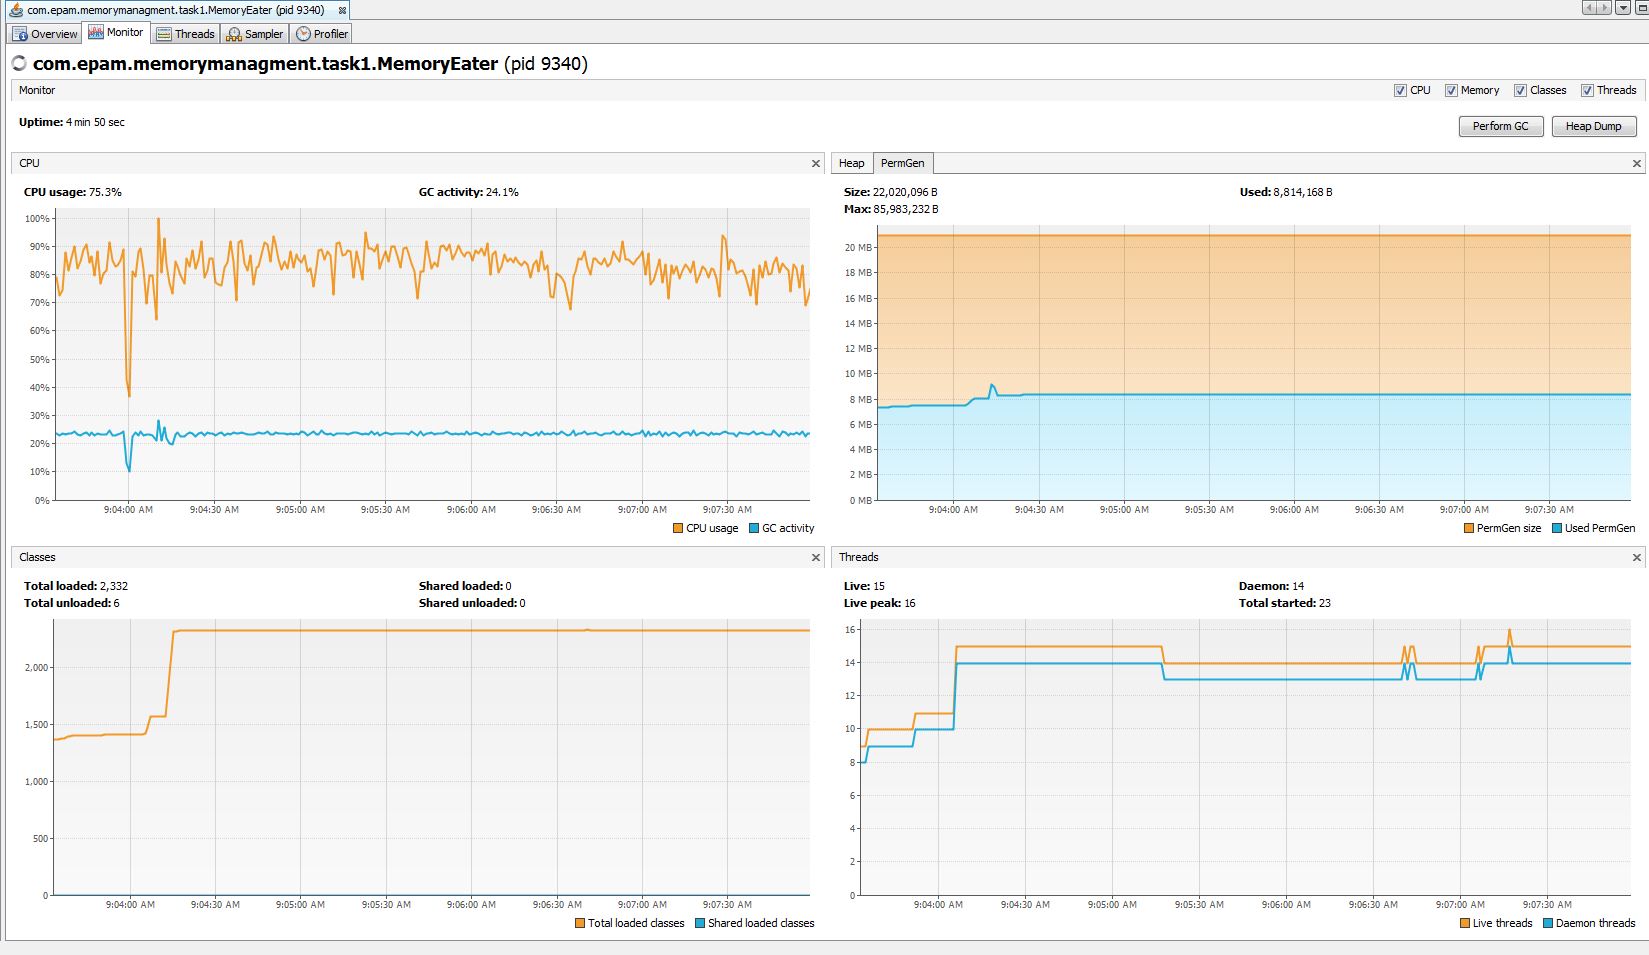 com.epam.memorymanagment.task1.MemoryEater (pid 9340)
Overview Monitor Threads Sampler Profiler
com.epam.memorymanagment.task1.MemoryEater (pid 9340)
Monitor CPU Memory Classes Threads
Uptime: 4 min 50 sec
Perform GC Heap Dump
CPU
CPU usage: 75.3% GC activity: 24.1%
100%
90%
80%
70%
60%
50%
40%
30%
20%
10%
0%
9:04:00 AM 9:04:30 AM 9:05:00 AM 9:05:30 AM 9:06:00 AM 9:06:30 AM 9:07:00 AM 9:07:30 AM
CPU usage GC activity
Heap PermGen
Size: 22,020,096 B Used: 8,814,168 B
Max: 85,983,232 B
20 MB
18 MB
16 MB
14 MB
12 MB
10 MB
8 MB
6 MB
4 MB
2 MB
0 MB
9:04:00 AM 9:04:30 AM 9:05:00 AM 9:05:30 AM 9:06:00 AM 9:06:30 AM 9:07:00 AM 9:07:30 AM
PermGen size Used PermGen
Classes
Total loaded: 2,332 Shared loaded: 0
Total unloaded: 6 Shared unloaded: 0
2,000
1,500
1,000
500
0
9:04:00 AM 9:04:30 AM 9:05:00 AM 9:05:30 AM 9:06:00 AM 9:06:30 AM 9:07:00 AM 9:07:30 AM
Total loaded classes Shared loaded classes
Threads
Live: 15 Daemon: 14
Live peak: 16 Total started: 23
16
14
12
10
8
6
4
2
0
9:04:00 AM 9:04:30 AM 9:05:00 AM 9:05:30 AM 9:06:00 AM 9:06:30 AM 9:07:00 AM 9:07:30 AM
Live threads Daemon threads